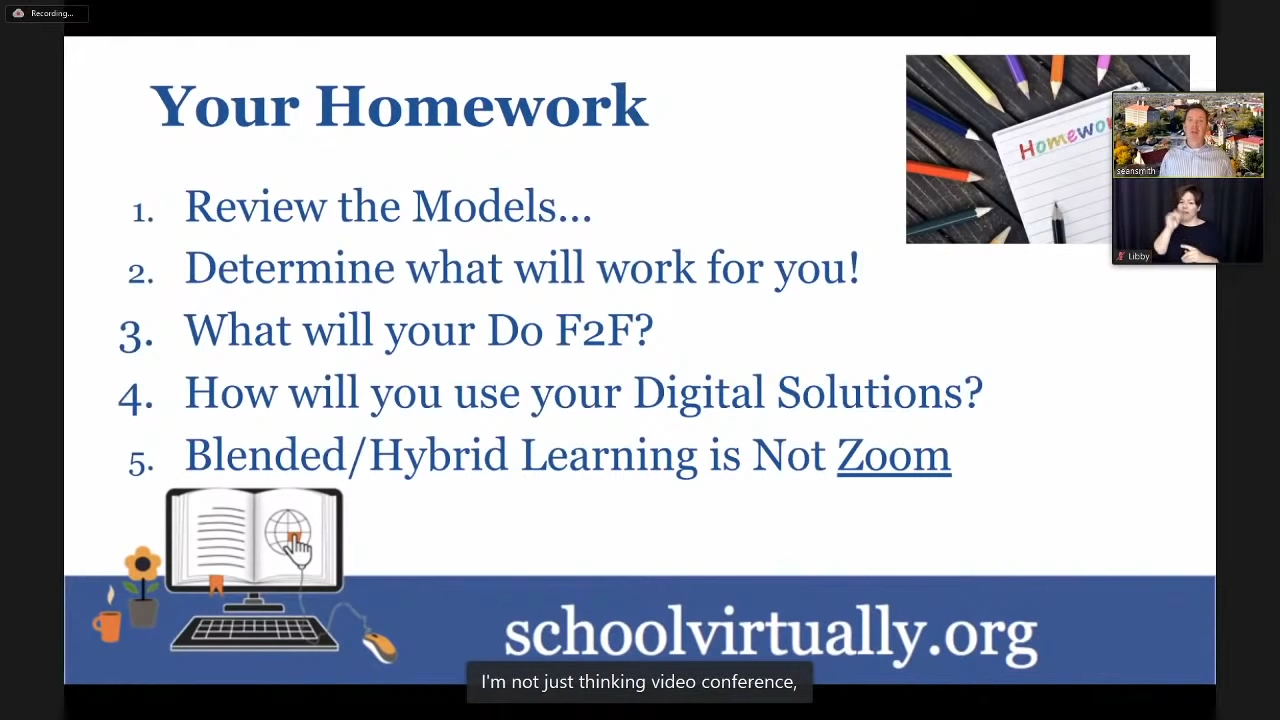 Recording...
Your Homework
Homewor
seansmith
1. Review the Models...
2. Determine what will work for you!
Libby
3. What will your Do F2F?
4. How will you use your Digital Solutions?
5. Blended/Hybrid Learning is Not Zoom
schoolvirtually.org
I'm not just thinking video conference,